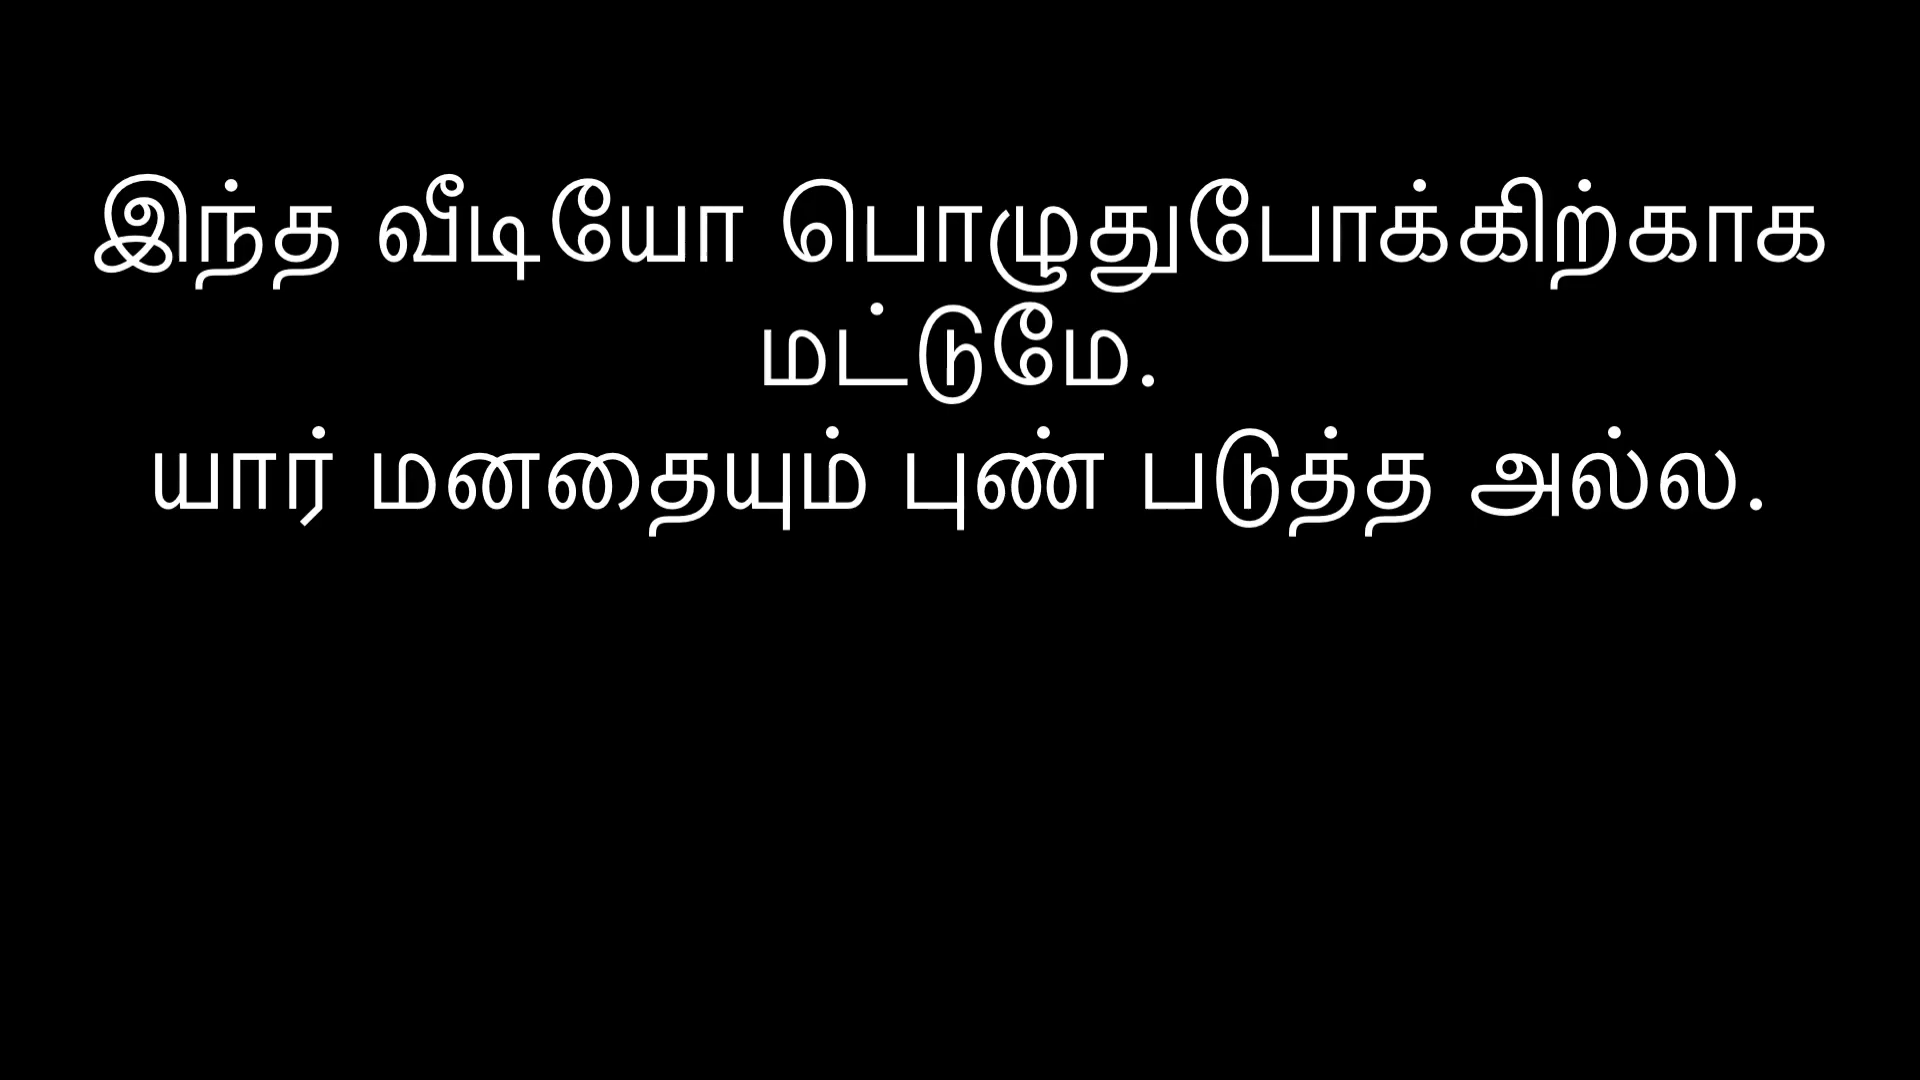 இந்த வீடியோ பொழுதுபோக்கிற்காக
மட்டுமே.
யார் மனதையும் புண் படுத்த அல்ல.